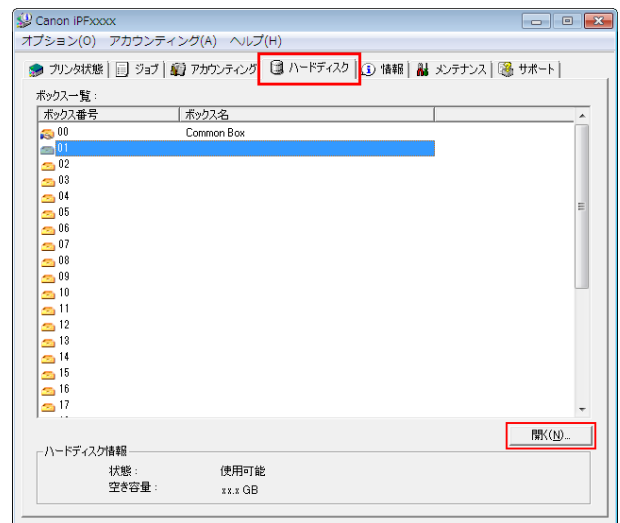 Canon iPFxxxx
オプション(O) アカウンティング(A) ヘルプ(H)
プリンタ状態 ジョブ アカウンティング ハードディスク 情報 メンテナンス サポート
ボックス一覧 :
ボックス番号 ボックス名
00 Common Box
01
02
03
04
05
06
07
08
09
10
11
12
13
14
15
16
17
開く(N)...
ハードディスク情報
状態 : 使用可能
空き容量 : xx.x GB